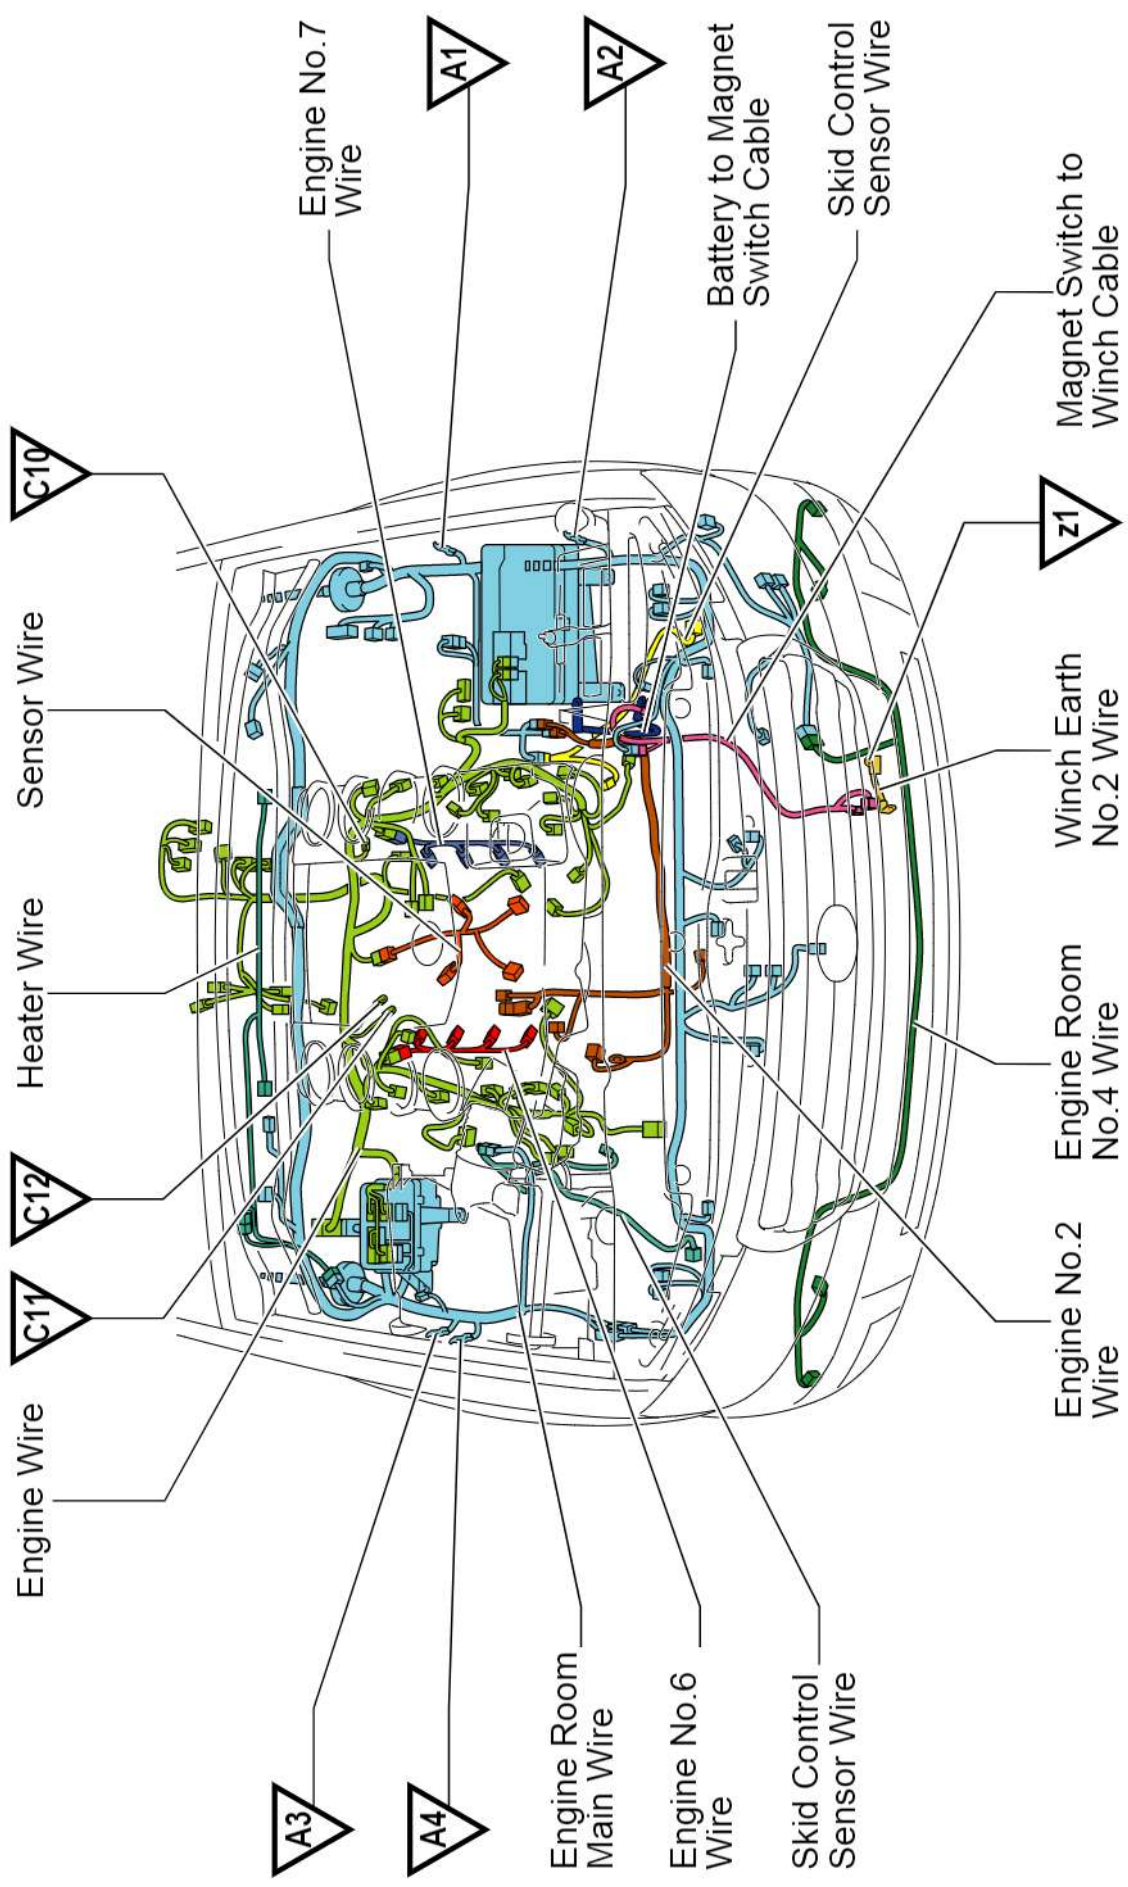 Engine Wire
C11
C12
Heater Wire
Sensor Wire
C10
Engine No.7
Wire
A1
A2
Battery to Magnet
Switch Cable
Skid Control
Sensor Wire
Magnet Switch to
Winch Cable
z1
Winch Earth
No.2 Wire
Engine Room
No.4 Wire
Engine No.2
Wire
A3
A4
Engine Room
Main Wire
Engine No.6
Wire
Skid Control
Sensor Wire